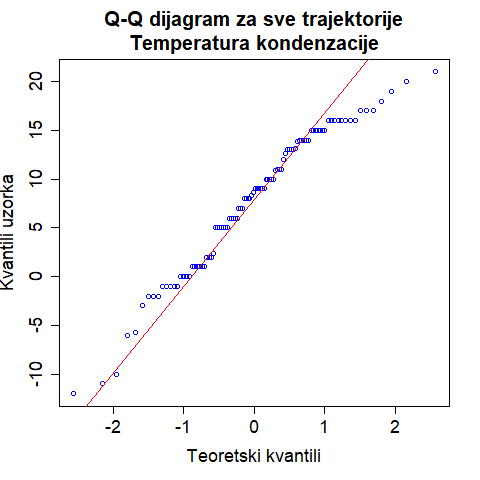 Q-Q dijagram za sve trajektorije
Temperatura kondenzacije
Kvantili uzorka
20
15
10
5
0
-5
-10
-2 -1 0 1 2
Teoretski kvantili